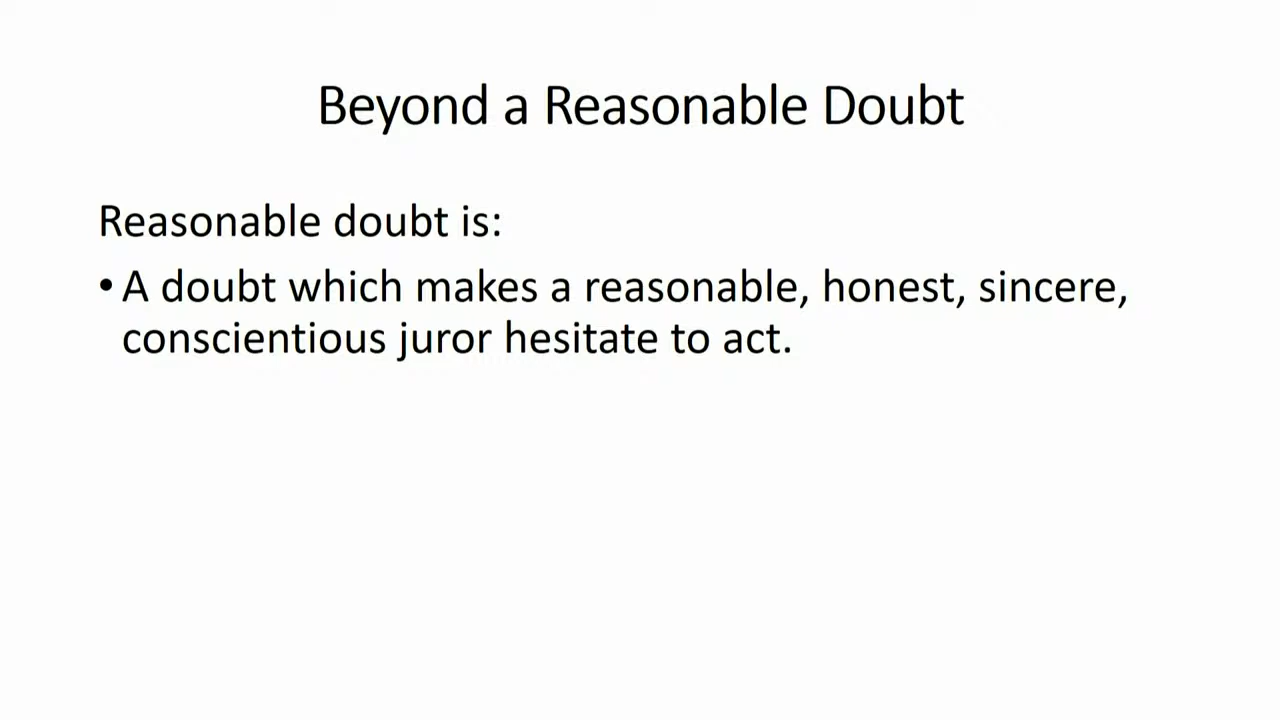 Beyond a Reasonable Doubt
Reasonable doubt is:
• A doubt which makes a reasonable, honest, sincere,
conscientious juror hesitate to act.